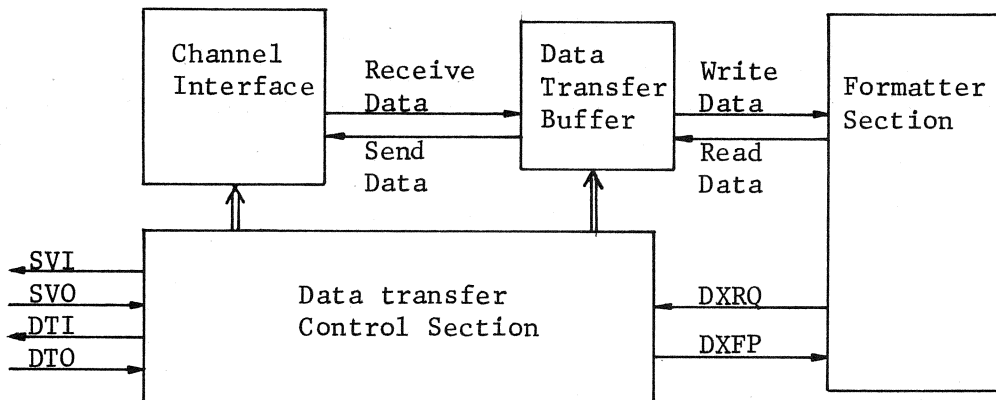 Channel
Interface
Receive
Data
Send
Data
Data
Transfer
Buffer
Write
Data
Read
Data
Formatter
Section
SVI
SVO
DTI
DTO
Data transfer
Control Section
DXRQ
DXFP